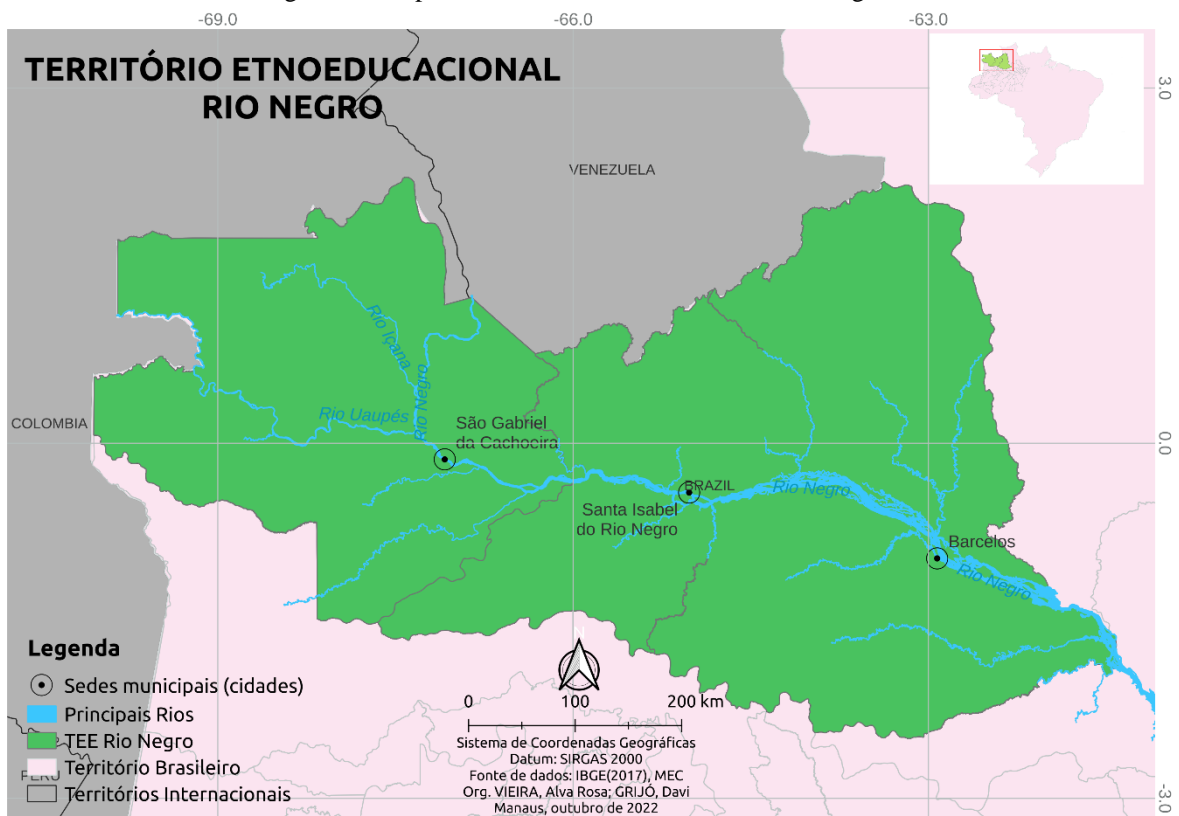 -69.0
-66.0
-63.0
TERRITÓRIO ETNOEDUCACIONAL
RIO NEGRO
3.0
VENEZUELA
Rio Içana
Rio Negro
Rio Uaupés
COLOMBIA
São Gabriel
da Cachoeira
0.0
BRAZIL
Rio Negro
Santa Isabel
do Rio Negro
Barcelos
Rio Negro
N
Legenda
Sedes municipais (cidades)
Principais Rios
TEE Rio Negro
Território Brasileiro
PERU
Territórios Internacionais
0
100
200 km
Sistema de Coordenadas Geográficas
Datum: SIRGAS 2000
Fonte de dados: IBGE(2017), MEC
Org. VIEIRA, Alva Rosa; GRIJÓ, Davi
Manaus, outubro de 2022
-3.0